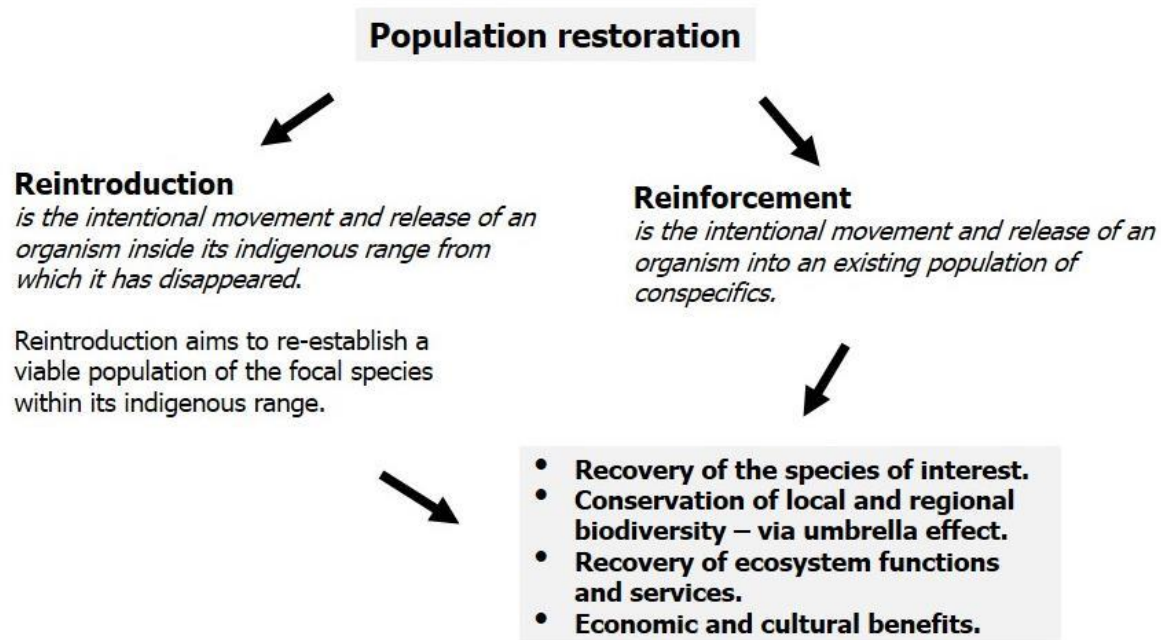 Population restoration
Reintroduction
is the intentional movement and release of an
organism inside its indigenous range from
which it has disappeared.
Reintroduction aims to re-establish a
viable population of the focal species
within its indigenous range.
Reinforcement
is the intentional movement and release of an
organism into an existing population of
conspecifics.
• Recovery of the species of interest.
• Conservation of local and regional
biodiversity – via umbrella effect.
• Recovery of ecosystem functions
and services.
• Economic and cultural benefits.